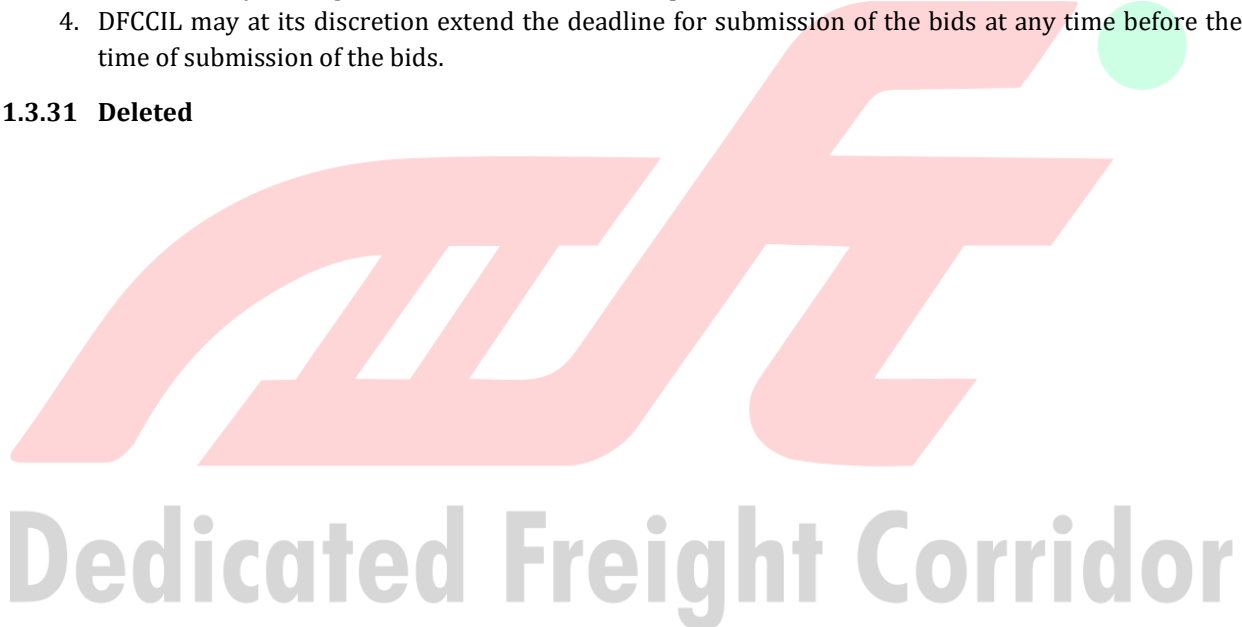 4. DFCCIL may at its discretion extend the deadline for submission of the bids at any time before the
time of submission of the bids.
1.3.31 Deleted
Dedicated Freight Corridor